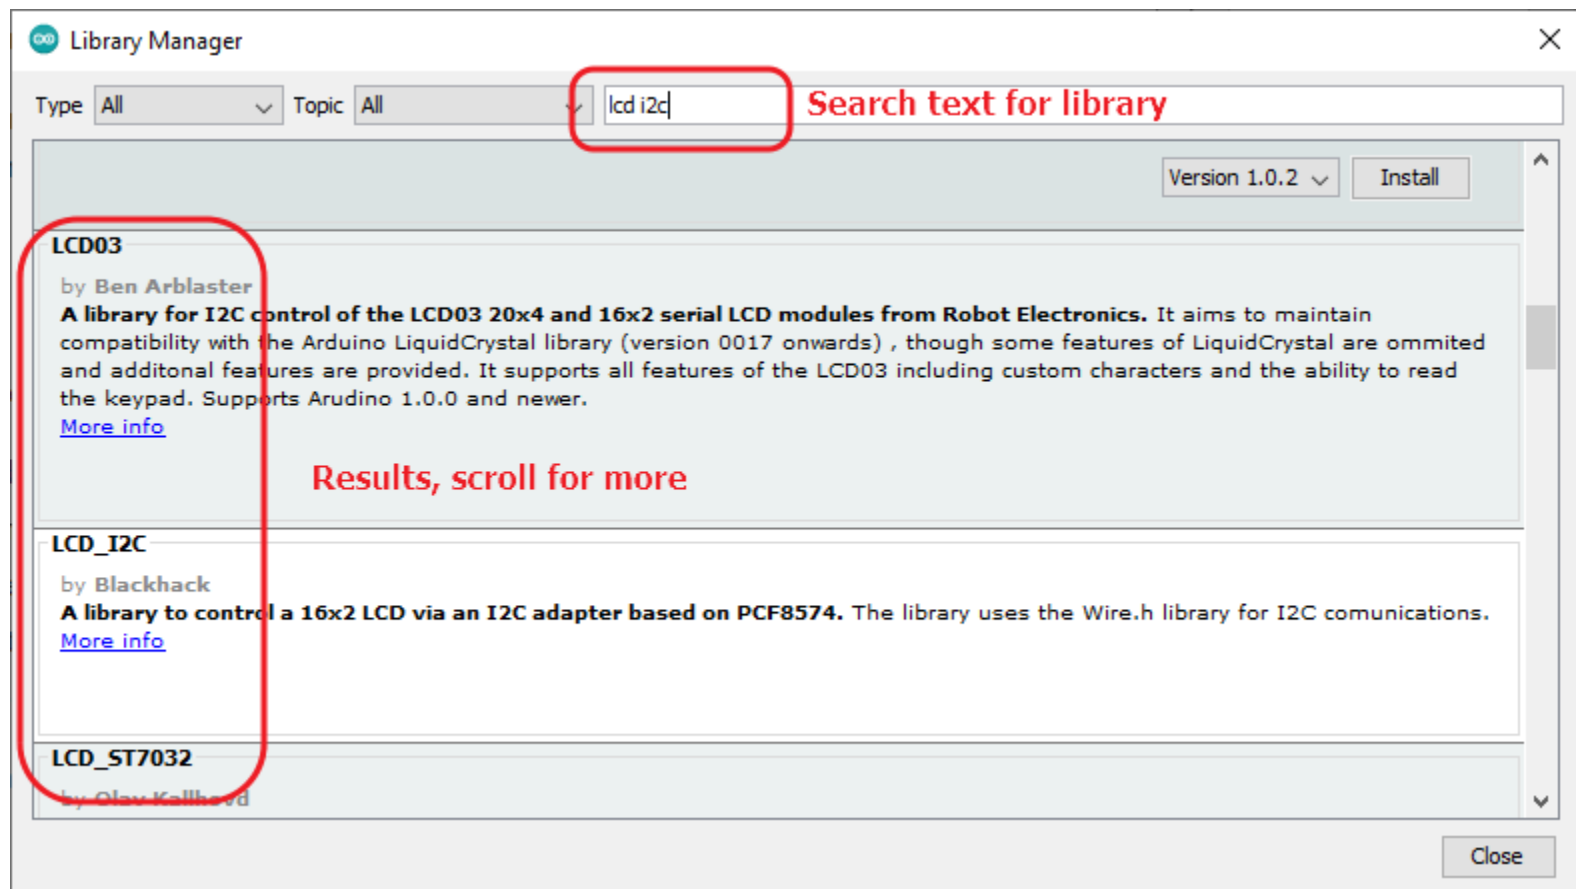 Library Manager
Type All Topic All lcd i2c Search text for library
Version 1.0.2 Install
LCD03
by Ben Arblaster
A library for I2C control of the LCD03 20x4 and 16x2 serial LCD modules from Robot Electronics. It aims to maintain
compatibility with the Arduino LiquidCrystal library (version 0017 onwards) , though some features of LiquidCrystal are ommited
and additonal features are provided. It supports all features of the LCD03 including custom characters and the ability to read
the keypad. Supports Arudino 1.0.0 and newer.
More info
Results, scroll for more
LCD_I2C
by Blackhack
A library to control a 16x2 LCD via an I2C adapter based on PCF8574. The library uses the Wire.h library for I2C comunications.
More info
LCD_ST7032
by Olav Kallhovd
Close